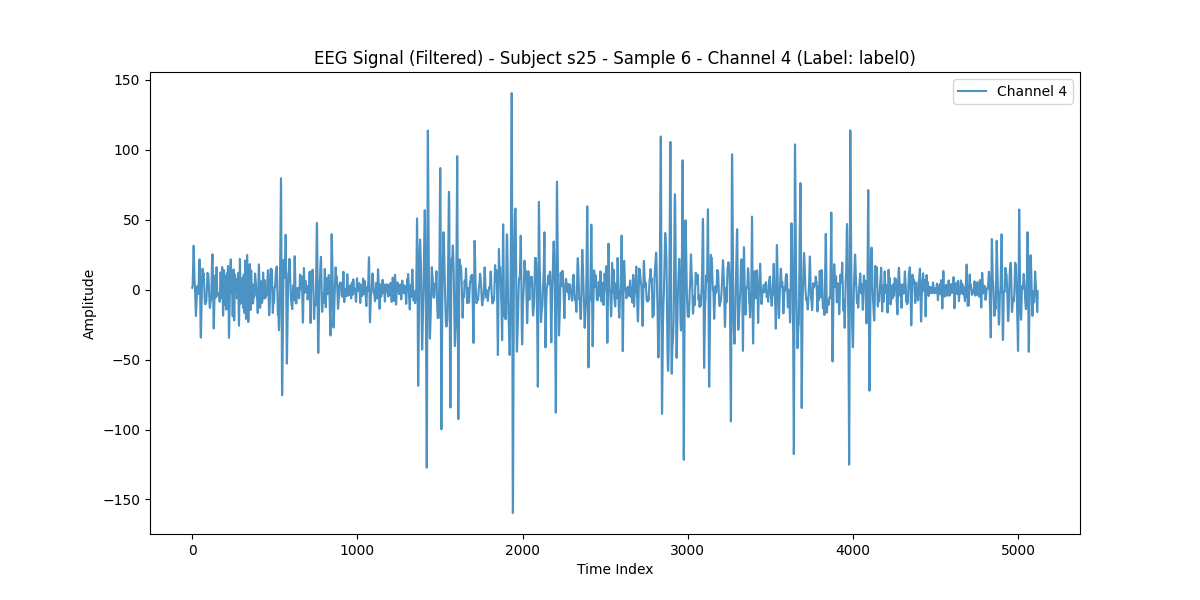 EEG Signal (Filtered) - Subject s25 - Sample 6 - Channel 4 (Label: label0)
Channel 4
150
100
50
0
−50
−100
−150
Amplitude
0 1000 2000 3000 4000 5000
Time Index